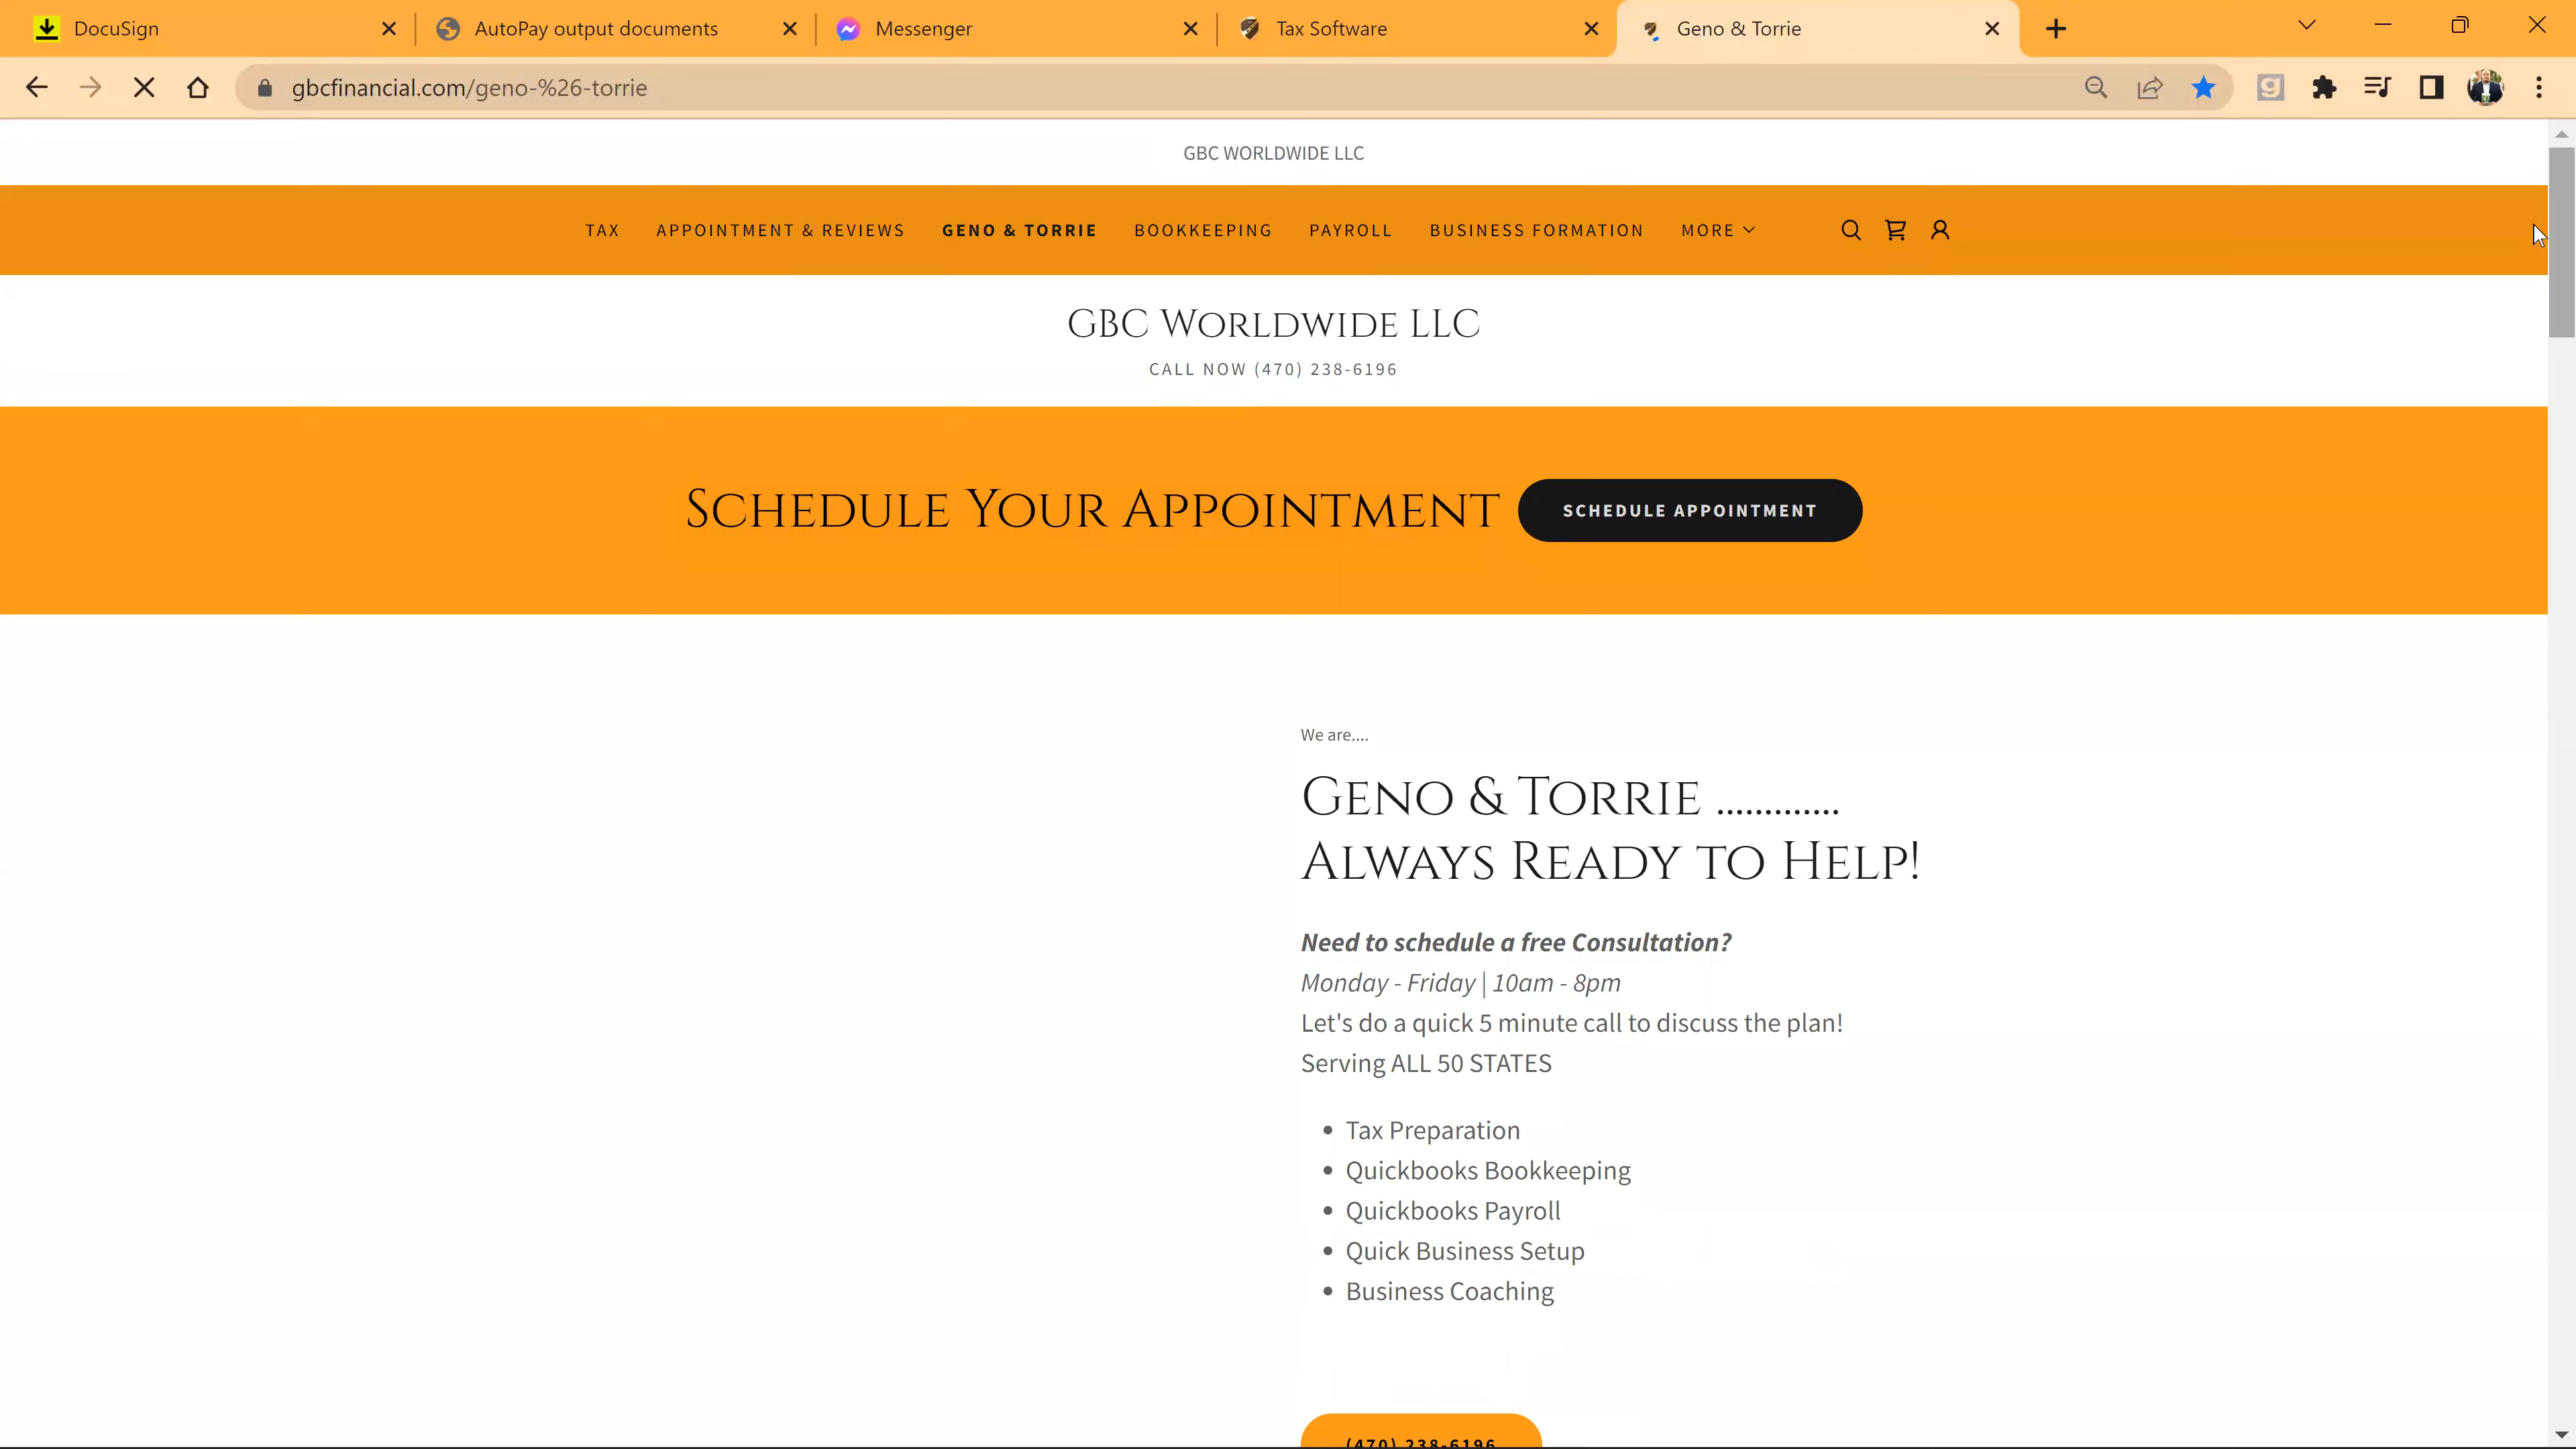 DocuSign
AutoPay output documents
Messenger
Tax Software
Geno & Torrie
gbcfinancial.com/geno-%26-torrie
GBC WORLDWIDE LLC
TAX APPOINTMENT & REVIEWS GENO & TORRIE BOOKKEEPING PAYROLL BUSINESS FORMATION MORE
GBC WORLDWIDE LLC
CALL NOW (470) 238-6196
SCHEDULE YOUR APPOINTMENT
SCHEDULE APPOINTMENT
We are....
GENO & TORRIE .............
ALWAYS READY TO HELP!
Need to schedule a free Consultation?
Monday - Friday | 10am - 8pm
Let's do a quick 5 minute call to discuss the plan!
Serving ALL 50 STATES
• Tax Preparation
• Quickbooks Bookkeeping
• Quickbooks Payroll
• Quick Business Setup
• Business Coaching
(470) 238-6196